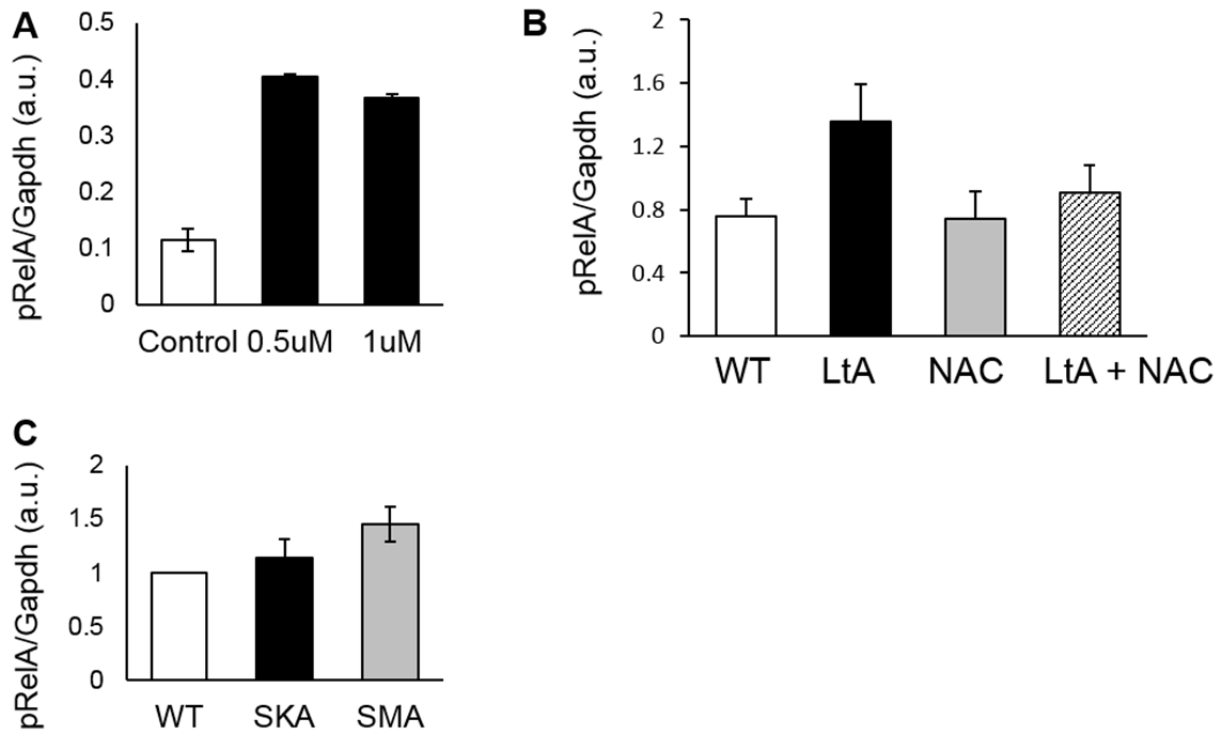 A
pRelA/Gapdh (a.u.)
0.5
0.4
0.3
0.2
0.1
0
Control 0.5uM 1uM
B
pRelA/Gapdh (a.u.)
2
1.6
1.2
0.8
0.4
0
WT LtA NAC LtA + NAC
C
pRelA/Gapdh (a.u.)
2
1.5
1
0.5
0
WT SKA SMA